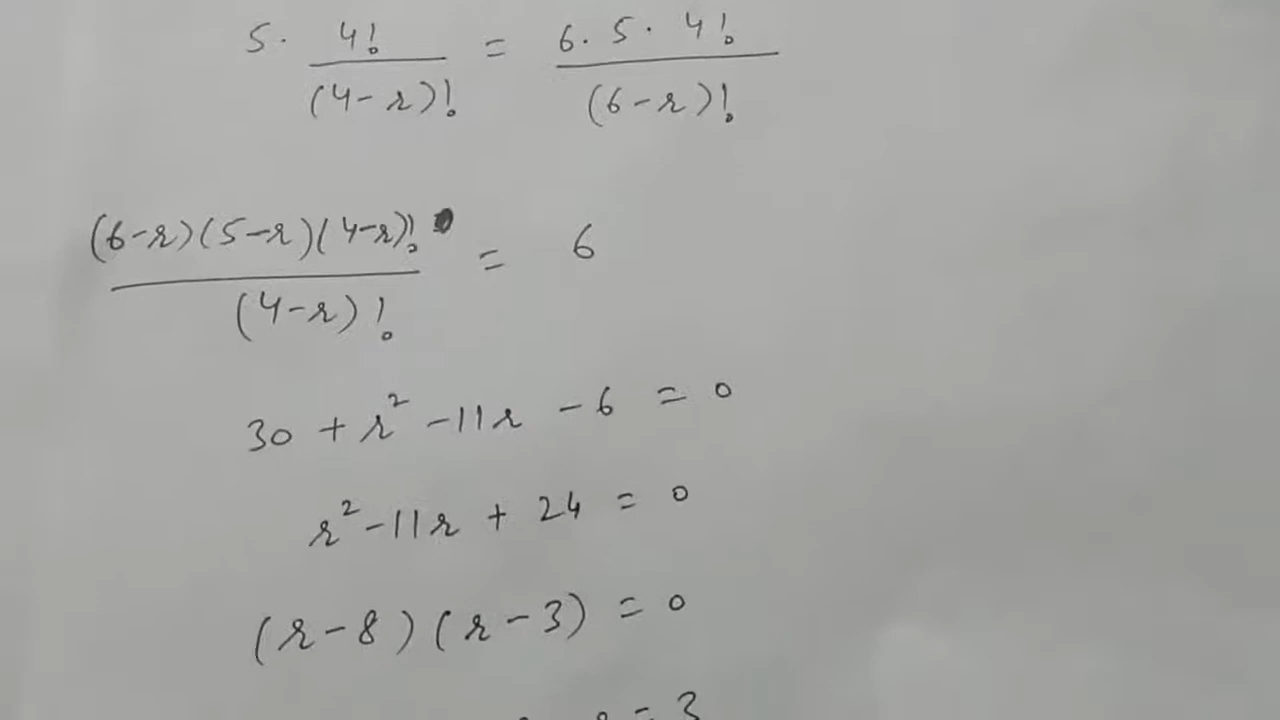 5 · 4!/(4-r)! = 6 · 5 · 4!/(6-r)!
(6-r)(5-r)(4-r)!/(4-r)! = 6
30 + r² - 11r - 6 = 0
r² - 11r + 24 = 0
(r-8)(r-3) = 0
= 3